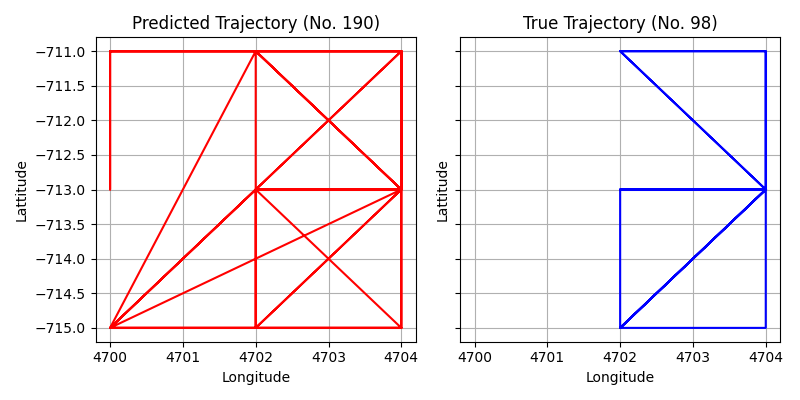 Predicted Trajectory (No. 190)
True Trajectory (No. 98)
−711.0
−711.5
−712.0
−712.5
−713.0
−713.5
−714.0
−714.5
−715.0
Lattitude
Lattitude
4700 4701 4702 4703 4704
4700 4701 4702 4703 4704
Longitude
Longitude